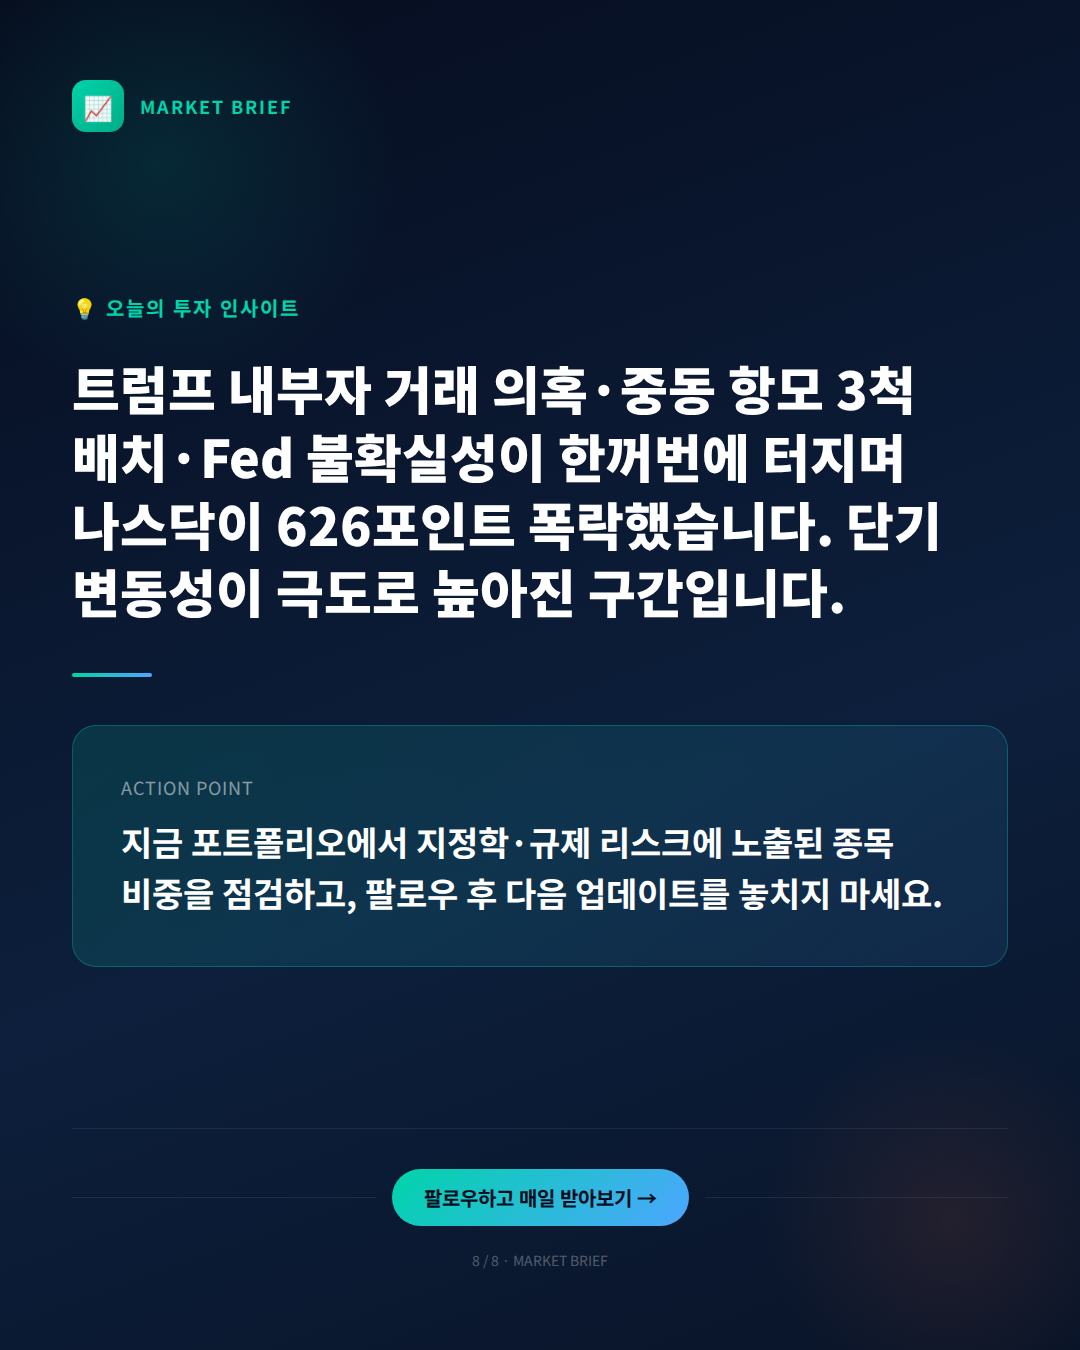 MARKET BRIEF
💡 오늘의 투자 인사이트
트럼프 내부자 거래 의혹·중동 항모 3척
배치·Fed 불확실성이 한꺼번에 터지며
나스닥이 626포인트 폭락했습니다. 단기
변동성이 극도로 높아진 구간입니다.
ACTION POINT
지금 포트폴리오에서 지정학·규제 리스크에 노출된 종목
비중을 점검하고, 팔로우 후 다음 업데이트를 놓치지 마세요.
팔로우하고 매일 받아보기 →
8 / 8 · MARKET BRIEF